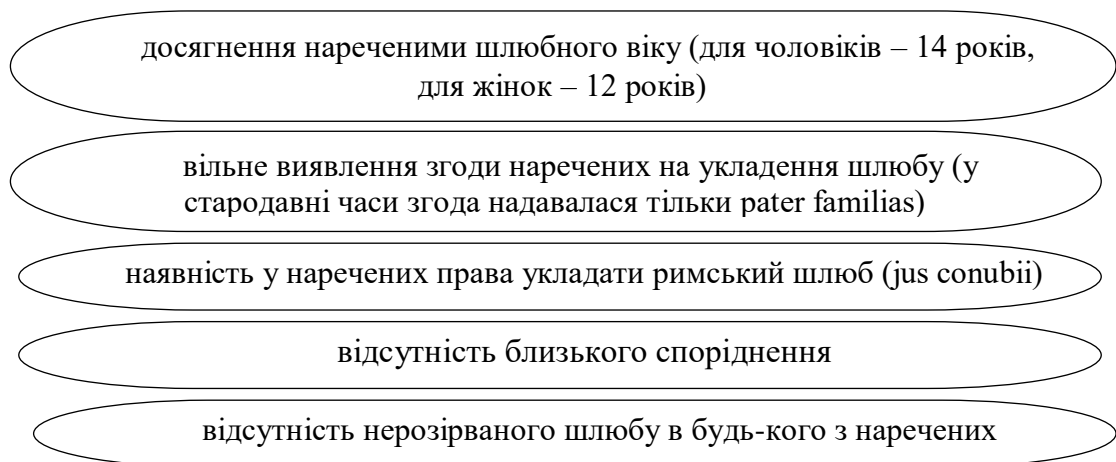 досягнення нареченими шлюбного віку (для чоловіків – 14 років,
для жінок – 12 років)
вільне виявлення згоди наречених на укладення шлюбу (у
стародавні часи згода надавалася тільки pater familias)
наявність у наречених права укладати римський шлюб (jus conubii)
відсутність близького споріднення
відсутність нерозірваного шлюбу в будь-кого з наречених